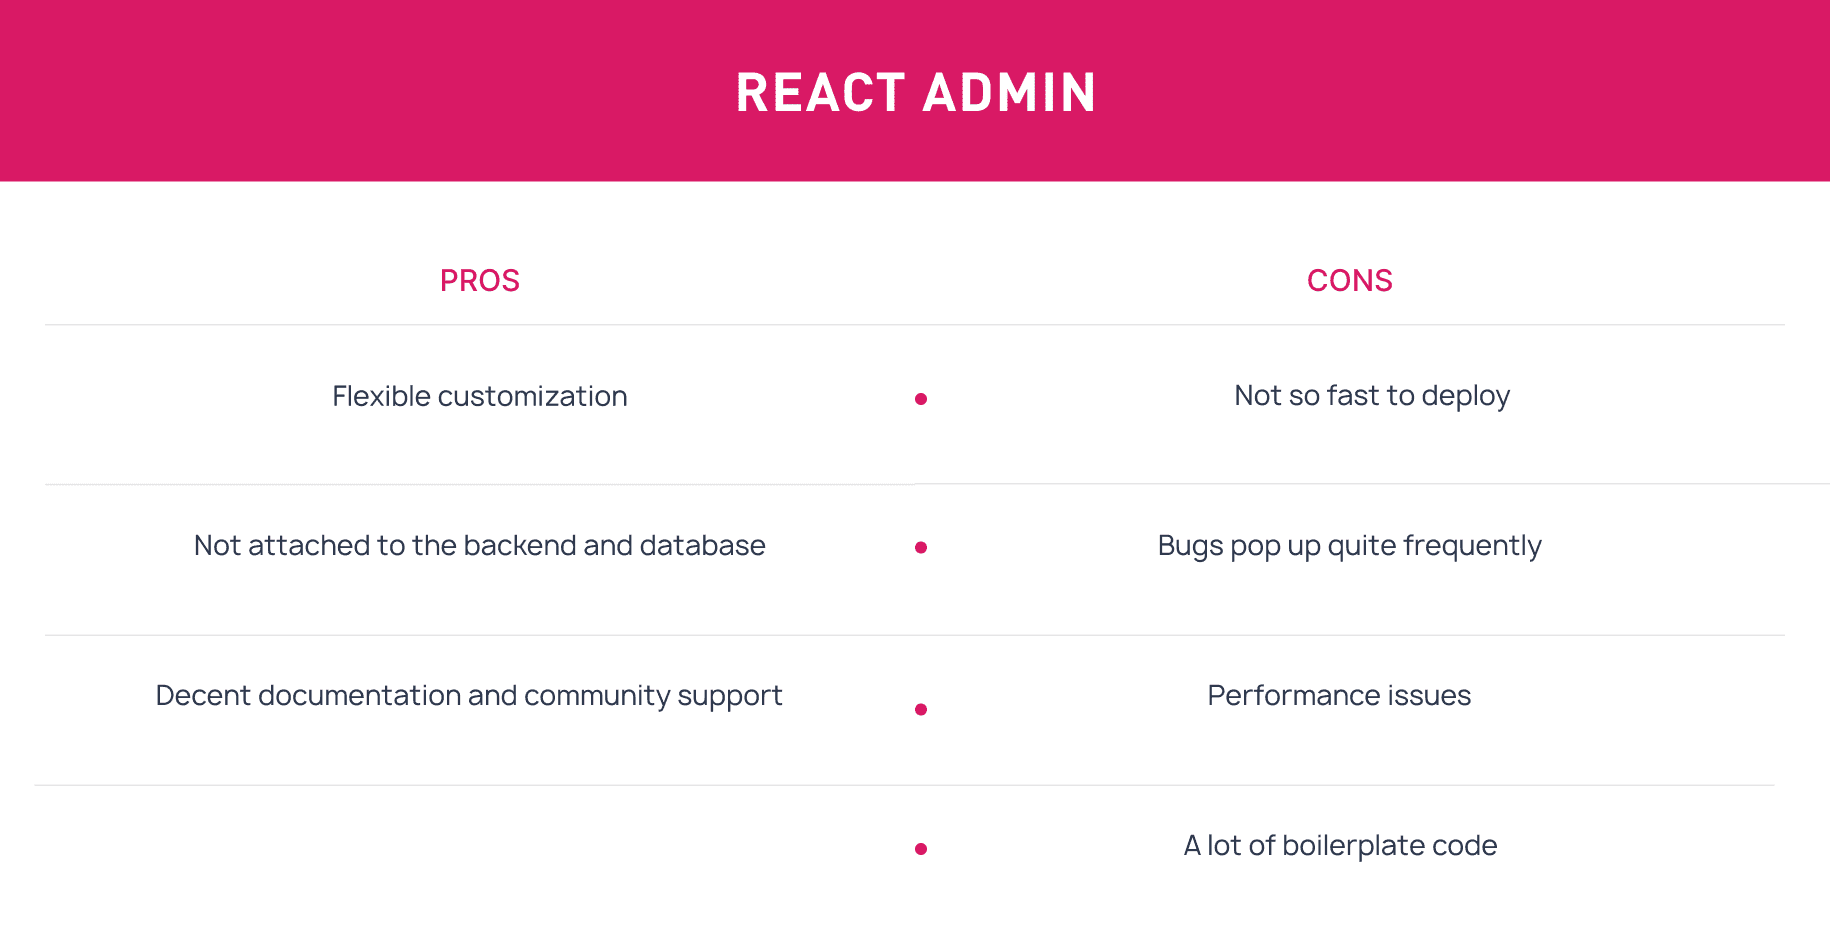 REACT ADMIN
PROS
CONS
Flexible customization
Not so fast to deploy
Not attached to the backend and database
Bugs pop up quite frequently
Decent documentation and community support
Performance issues
A lot of boilerplate code